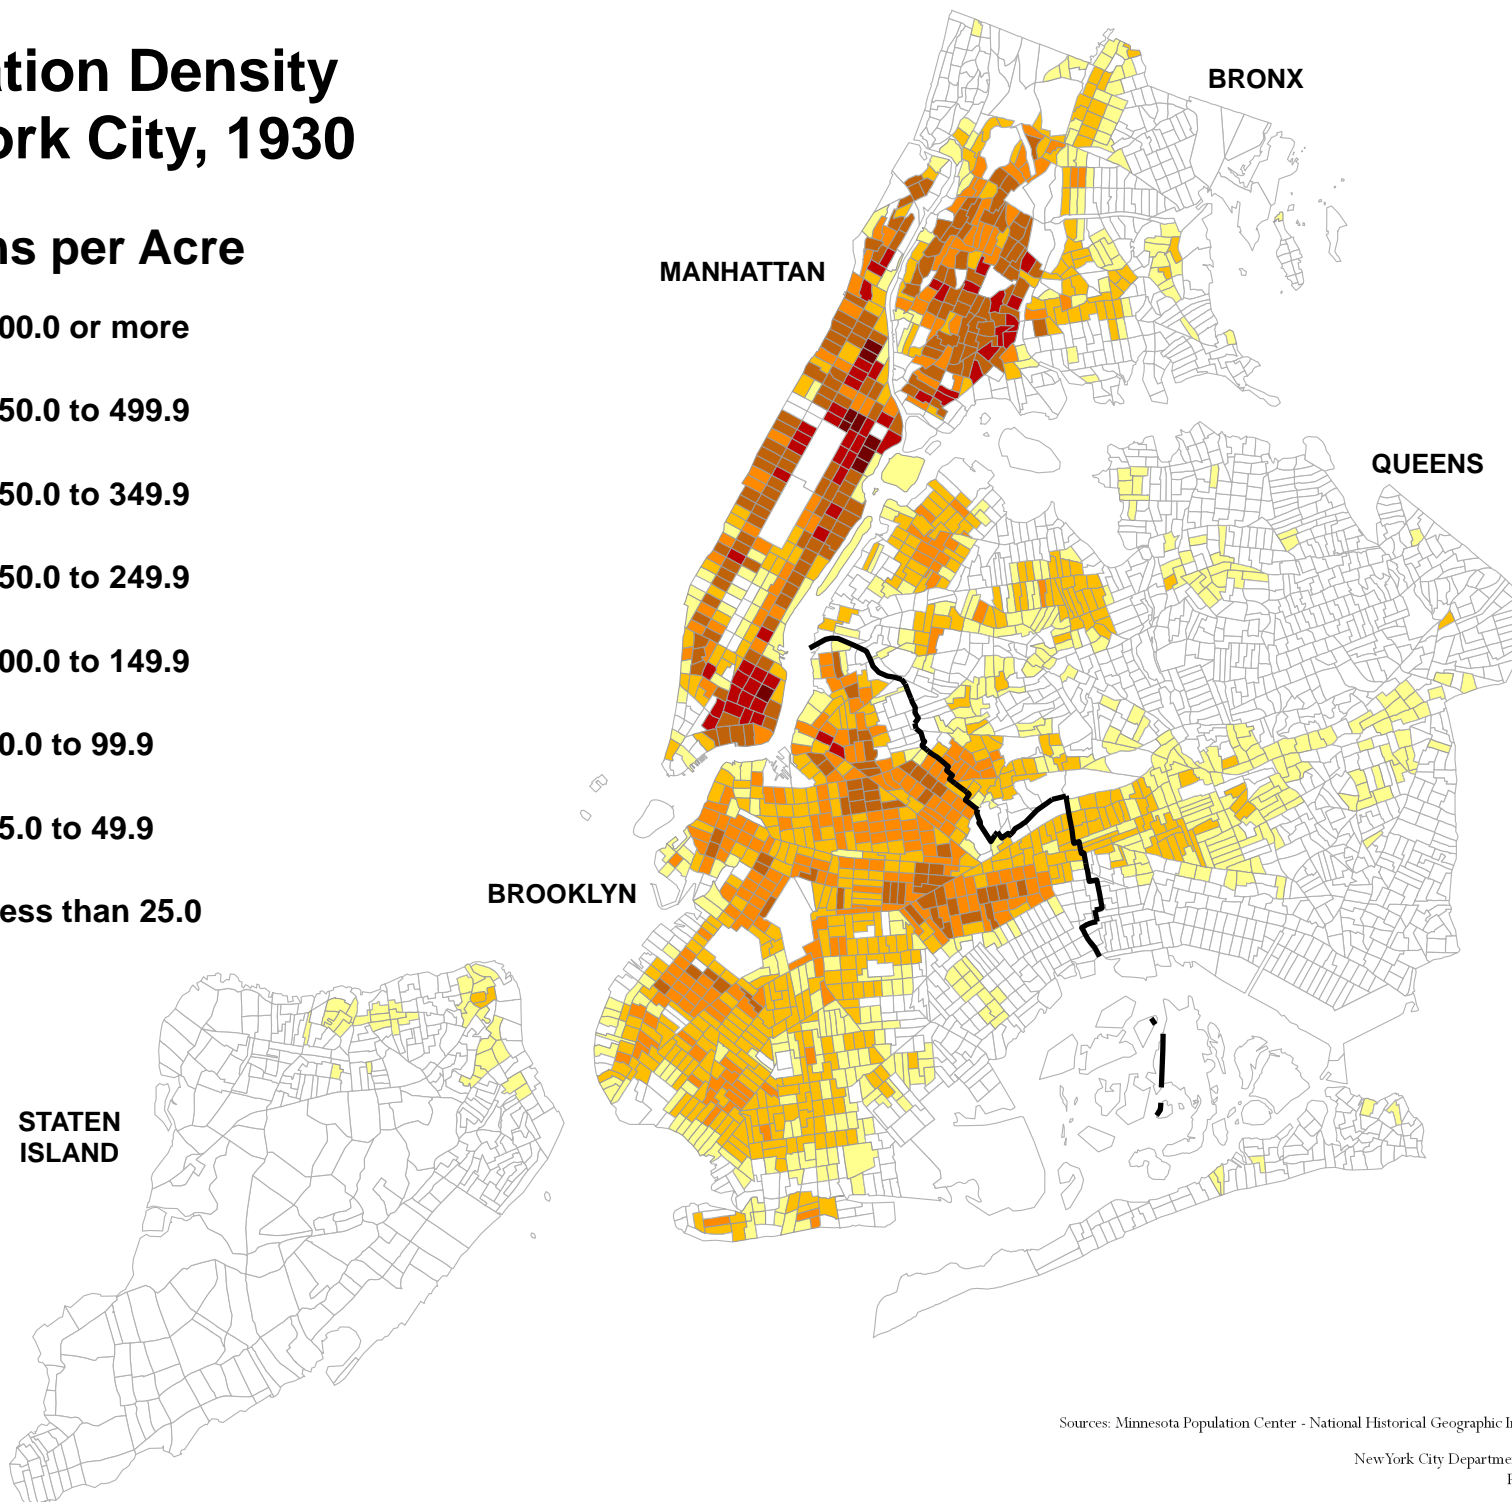 ation Density
ork City, 1930
ns per Acre
00.0 or more
50.0 to 499.9
50.0 to 349.9
50.0 to 249.9
00.0 to 149.9
0.0 to 99.9
5.0 to 49.9
ess than 25.0
BRONX
MANHATTAN
QUEENS
BROOKLYN
STATEN
ISLAND
Sources: Minnesota Population Center - National Historical Geographic I
New York City Departme